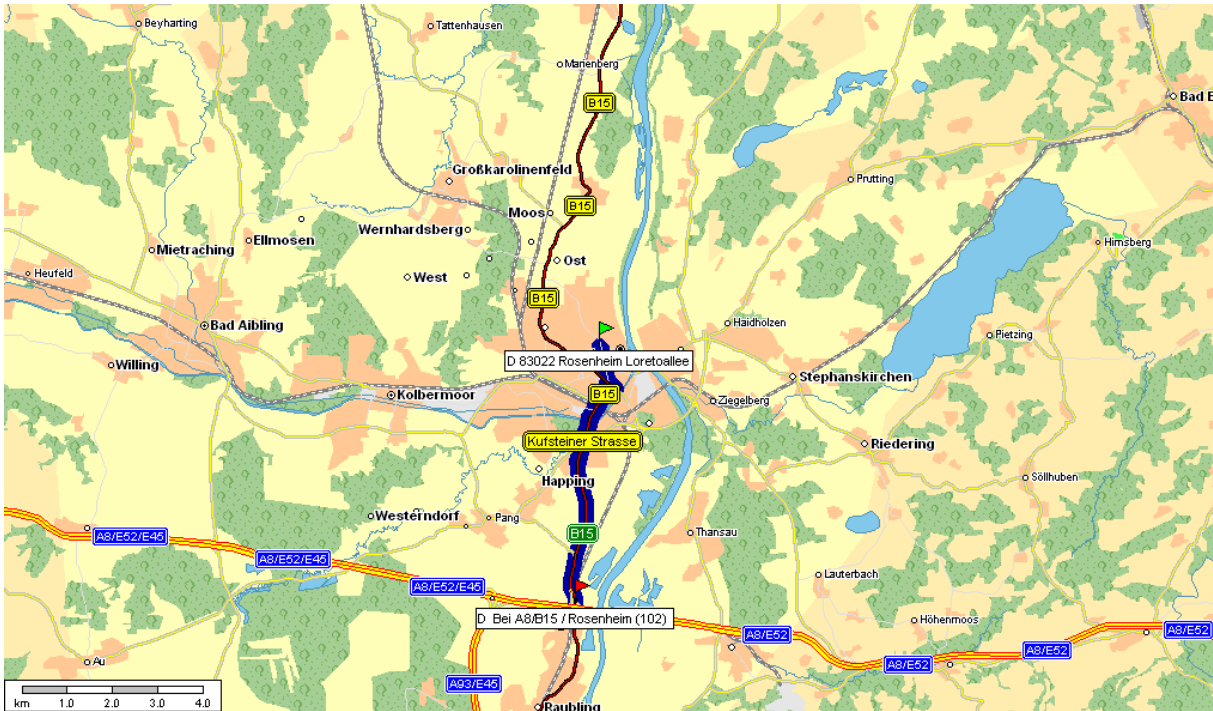 Beyharting
Tattenhausen
Marienberg
B15
Bad E
Großkarolinenfeld
Prutting
Moos
B15
Wernhardsberg
Ellmosen
Mietraching
Hirnsberg
Ost
Heufeld
West
B15
Bad Aibling
Haidholzen
Pietzing
D 83022 Rosenheim Loretoallee
Willing
Stephanskirchen
Kolbermoor
B15
Ziegelberg
Kufsteiner Strasse
Riedering
Happing
Söllhuben
Westerndorf
Pang
B15
Thansau
A8/E52/E45
A8/E52/E45
A8/E52/E45
Lauterbach
D Bei A8/B15 / Rosenheim (102)
Höhenmoos
A8/E52
A8/E52
A8/E52
A8/E52
Au
A93/E45
km 1.0 2.0 3.0 4.0
Raubling